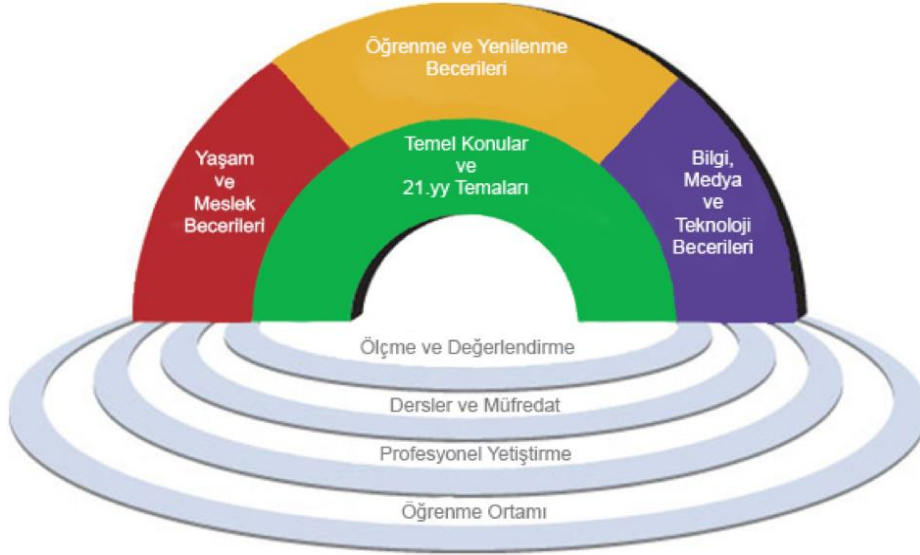 Öğrenme ve Yenilenme
Becerileri
Yaşam
ve
Meslek
Becerileri
Temel Konular
ve
21.yy Temaları
Bilgi,
Medya
ve
Teknoloji
Becerileri
Ölçme ve Değerlendirme
Dersler ve Müfredat
Profesyonel Yetiştirme
Öğrenme Ortamı